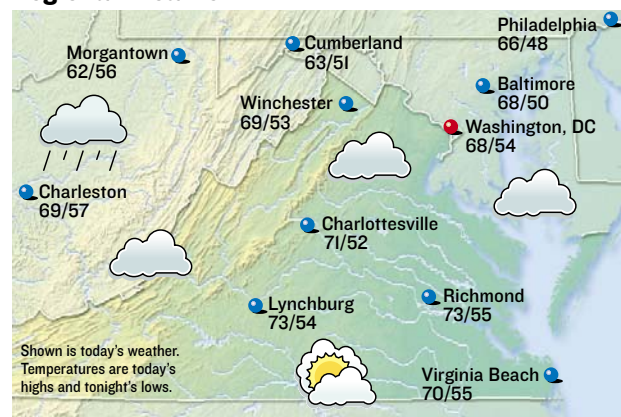 Philadelphia
66/48
Morgantown
62/56
Cumberland
63/51
Baltimore
68/50
Winchester
69/53
Washington, DC
68/54
Charleston
69/57
Charlottesville
71/52
Lynchburg
73/54
Richmond
73/55
Shown is today's weather.
Temperatures are today's
highs and tonight's lows.
Virginia Beach
70/55